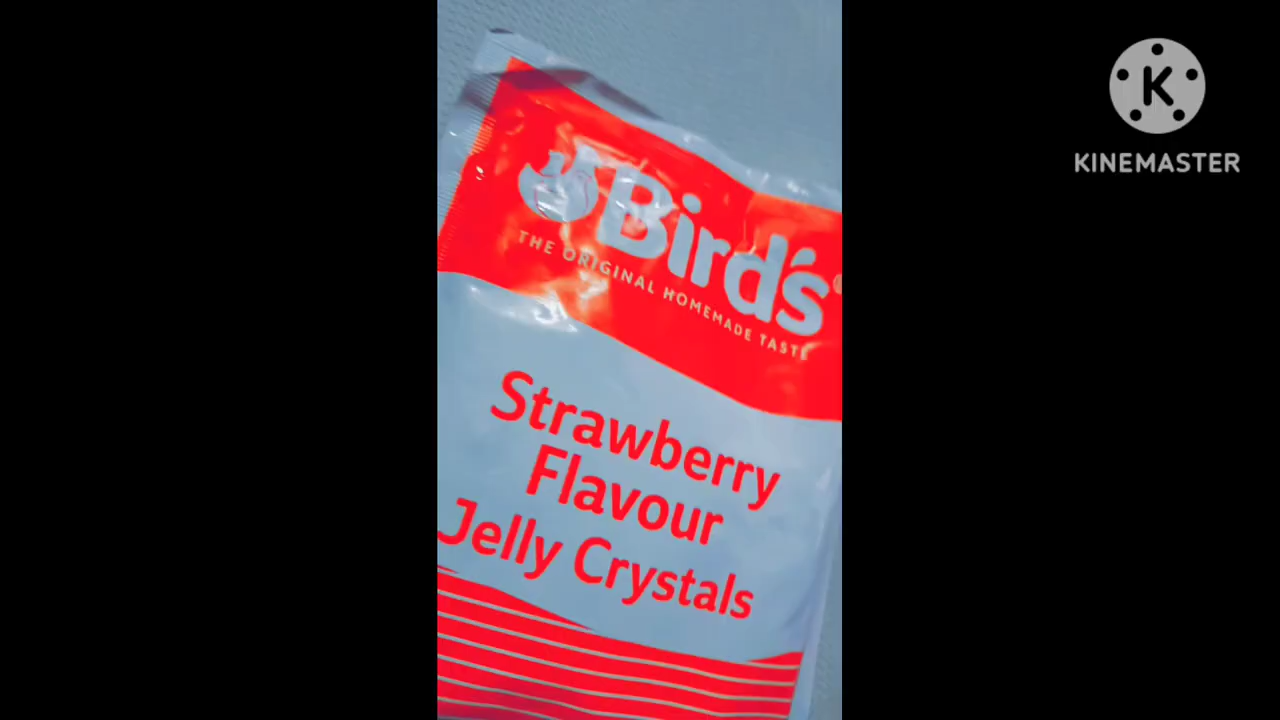 Bird's
THE ORIGINAL HOMEMADE TASTE
Strawberry
Flavour
Jelly Crystals
K
KINEMASTER